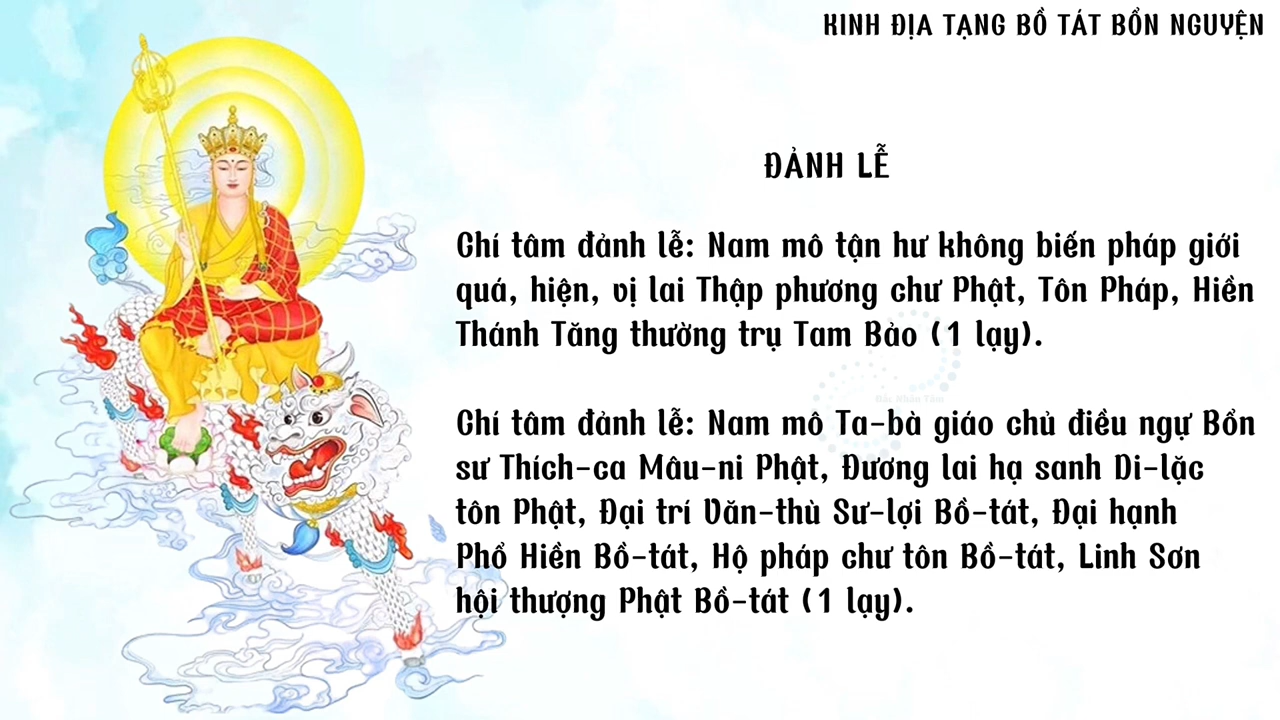 KINH ĐỊA TẠNG BỒ TÁT BỔN NGUYỆN
ĐẢNH LỄ
Chí tâm đảnh lễ: Nam mô tận hư không biến pháp giới
quá, hiện, vị lai Thập phương chư Phật, Tôn Pháp, Hiền
Thánh Tăng thường trụ Tam Bảo (1 lạy).
Chí tâm đảnh lễ: Nam mô Ta-bà giáo chủ điều ngự Bổn
sư Thích-ca Mâu-ni Phật, Đương lai hạ sanh Di-lặc
tôn Phật, Đại trí Văn-thù Sư-lợi Bồ-tát, Đại hạnh
Phổ Hiền Bồ-tát, Hộ pháp chư tôn Bồ-tát, Linh Sơn
hội thượng Phật Bồ-tát (1 lạy).